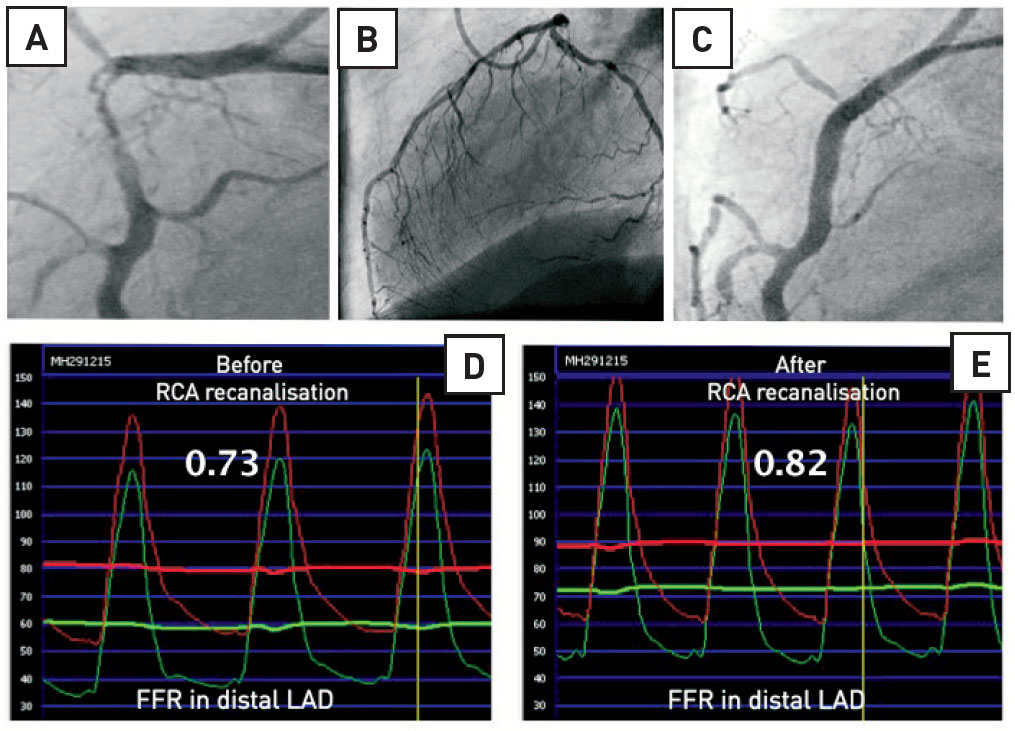 A
B
C
MH291215
Before
D
RCA recanalisation
150
140
130
120
110
100
90
80
70
60
50
40
30
0.73
FFR in distal LAD
MH291215
After
E
RCA recanalisation
150
140
130
120
110
100
90
80
70
60
50
40
30
0.82
FFR in distal LAD